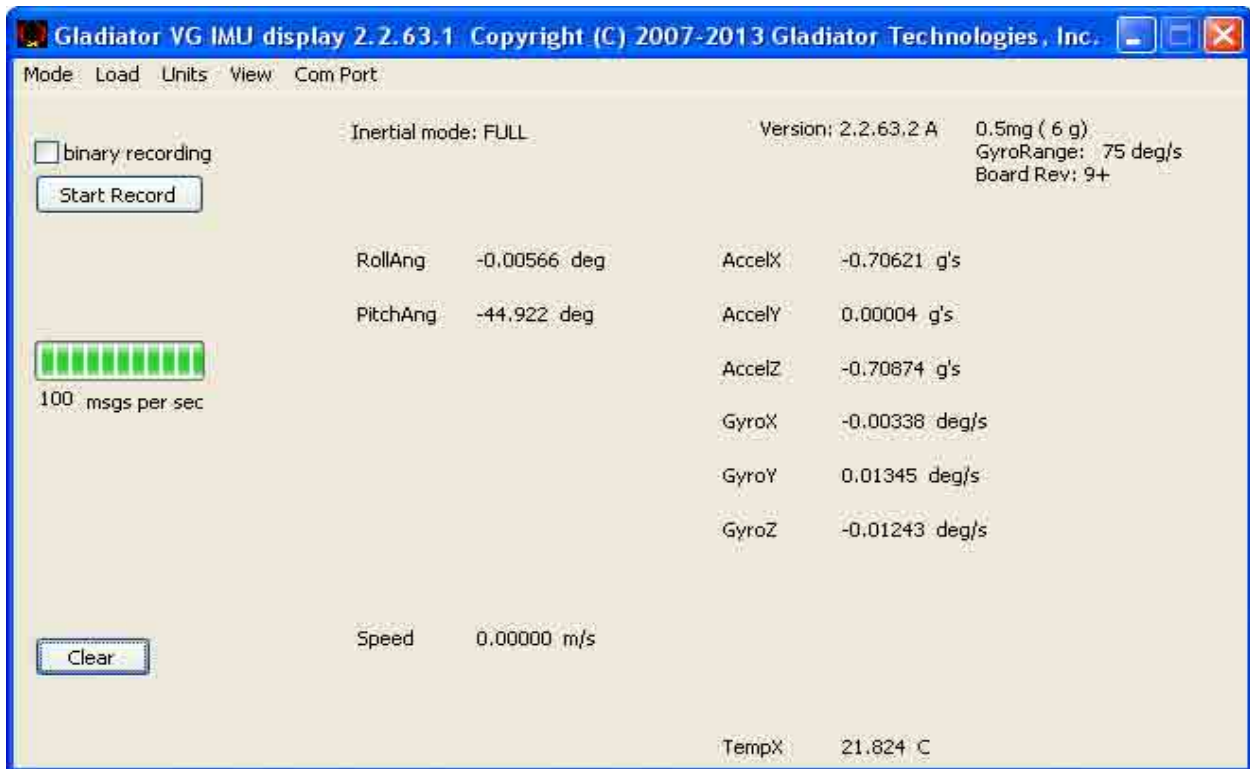 Gladiator VG IMU display 2.2.63.1 Copyright (C) 2007-2013 Gladiator Technologies, Inc.
Mode Load Units View Com Port
Inertial mode: FULL
Version: 2.2.63.2 A
0.5mg ( 6 g)
GyroRange: 75 deg/s
Board Rev: 9+
binary recording
Start Record
RollAng -0.00566 deg
AccelX -0.70621 g's
PitchAng -44.922 deg
AccelY 0.00004 g's
AccelZ -0.70874 g's
100 msgs per sec
GyroX -0.00338 deg/s
GyroY 0.01345 deg/s
GyroZ -0.01243 deg/s
Speed 0.00000 m/s
Clear
TempX 21.824 C